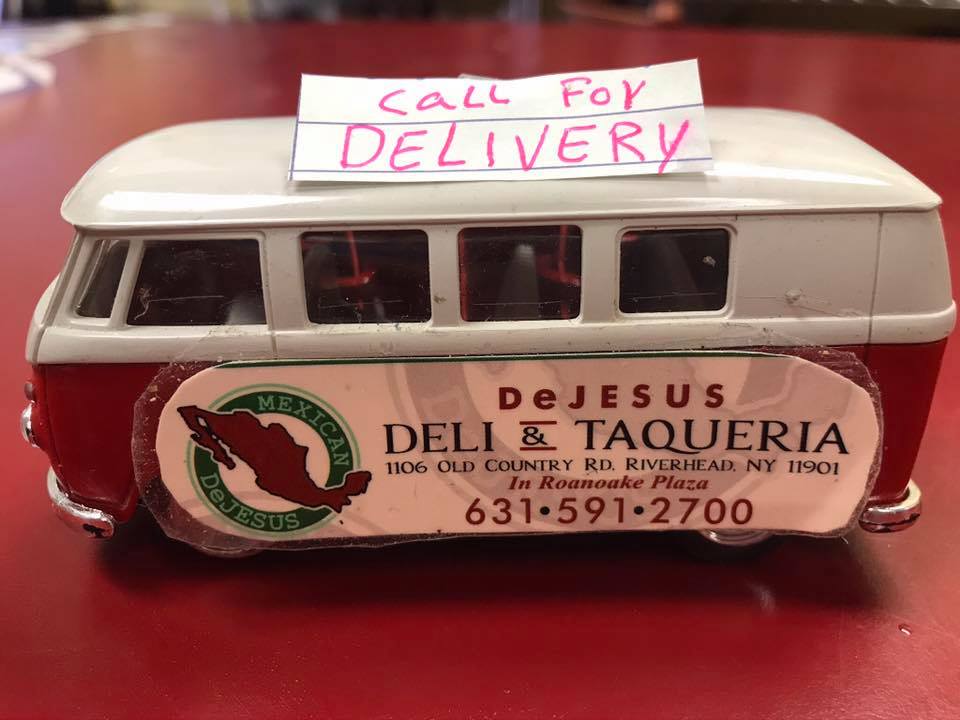 CALL FOR
DELIVERY
MEXICAN
DeJESUS
DeJESUS
DELI & TAQUERIA
1106 OLD COUNTRY RD. RIVERHEAD, NY 11901
In Roanoake Plaza
631•591•2700